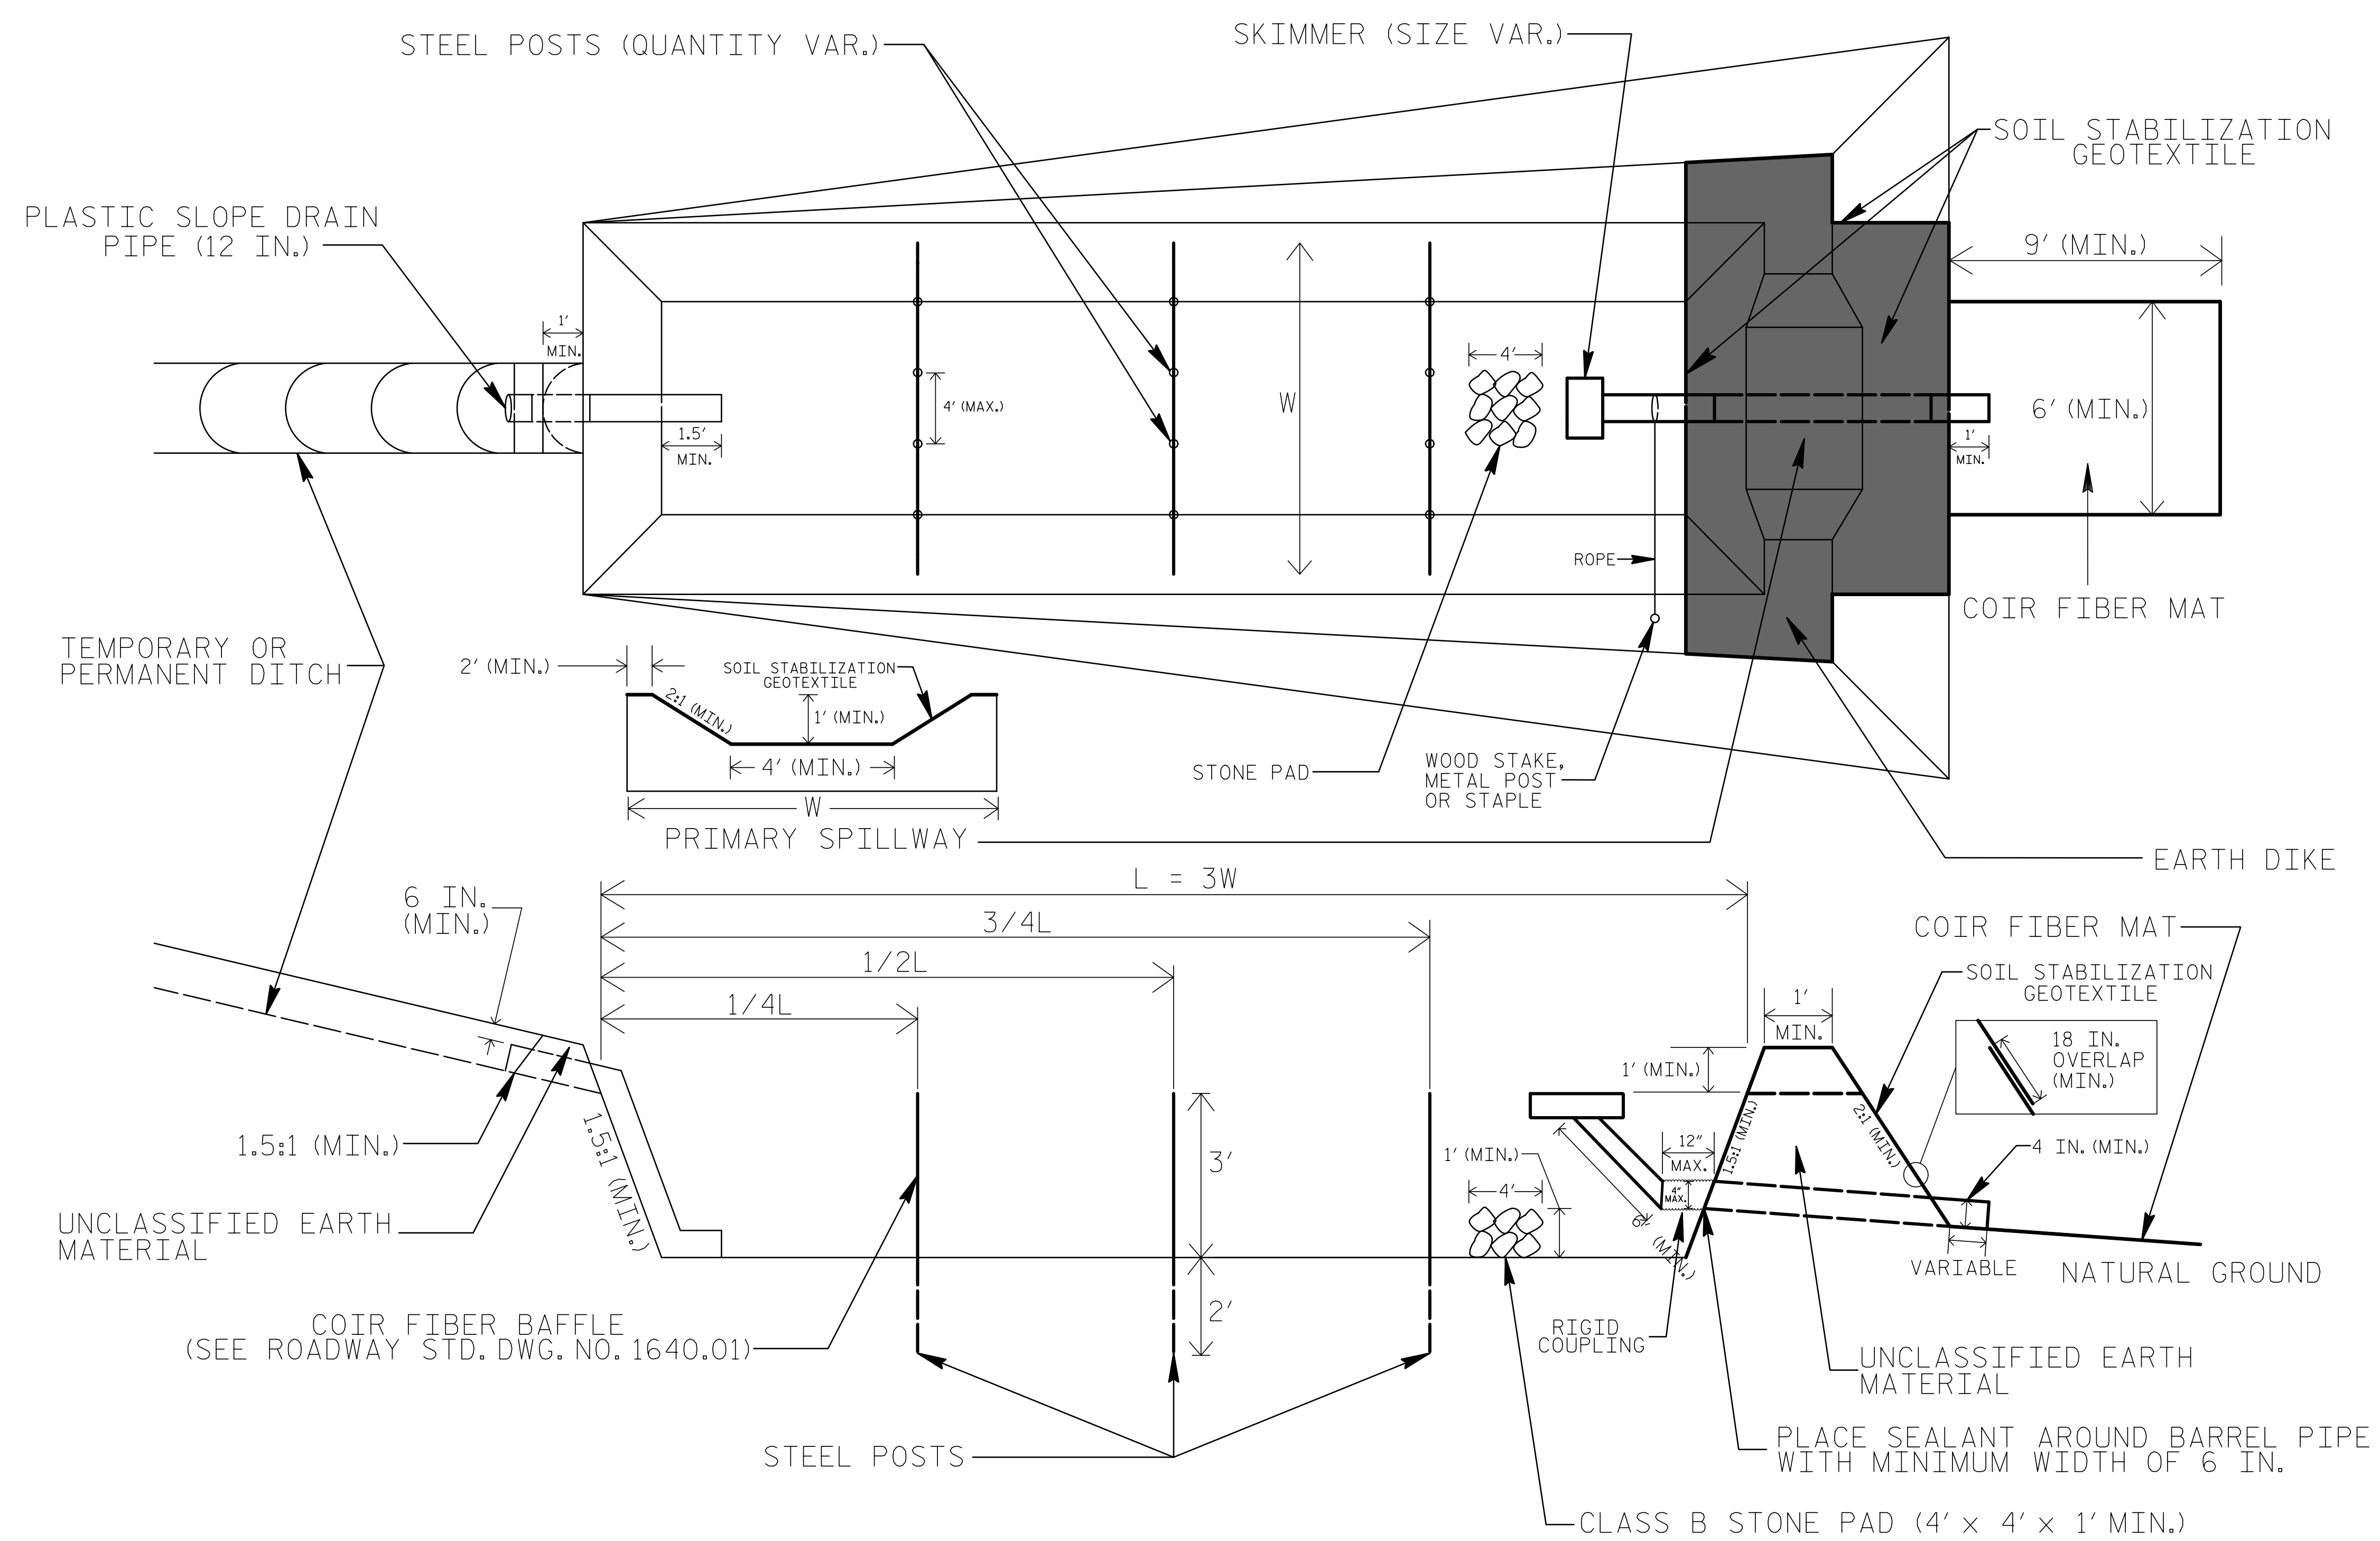 STEEL POSTS (QUANTITY VAR.)
SKIMMER (SIZE VAR.)
SOIL STABILIZATION
GEOTEXTILE
PLASTIC SLOPE DRAIN
PIPE (12 IN.)
9' (MIN.)
1'
MIN.
4'
4' (MAX.)
W
6' (MIN.)
1.5'
MIN.
1'
MIN.
ROPE
COIR FIBER MAT
TEMPORARY OR
PERMANENT DITCH
2' (MIN.)
SOIL STABILIZATION
GEOTEXTILE
2:1 (MIN.)
1' (MIN.)
4' (MIN.)
STONE PAD
WOOD STAKE,
METAL POST
OR STAPLE
W
PRIMARY SPILLWAY
EARTH DIKE
L = 3W
6 IN.
(MIN.)
3/4L
COIR FIBER MAT
1/2L
SOIL STABILIZATION
GEOTEXTILE
1/4L
1'
MIN.
18 IN.
OVERLAP
(MIN.)
1' (MIN.)
1.5:1 (MIN.)
1.5:1 (MIN.)
3'
1' (MIN.)
4'
6'
(MIN.)
12"
MAX.
4"
MAX.
1.5:1 (MIN.)
2:1 (MIN.)
4 IN. (MIN.)
UNCLASSIFIED EARTH
MATERIAL
VARIABLE
NATURAL GROUND
2'
COIR FIBER BAFFLE
(SEE ROADWAY STD. DWG. NO. 1640.01)
RIGID
COUPLING
UNCLASSIFIED EARTH
MATERIAL
STEEL POSTS
PLACE SEALANT AROUND BARREL PIPE
WITH MINIMUM WIDTH OF 6 IN.
CLASS B STONE PAD (4' x 4' x 1' MIN.)